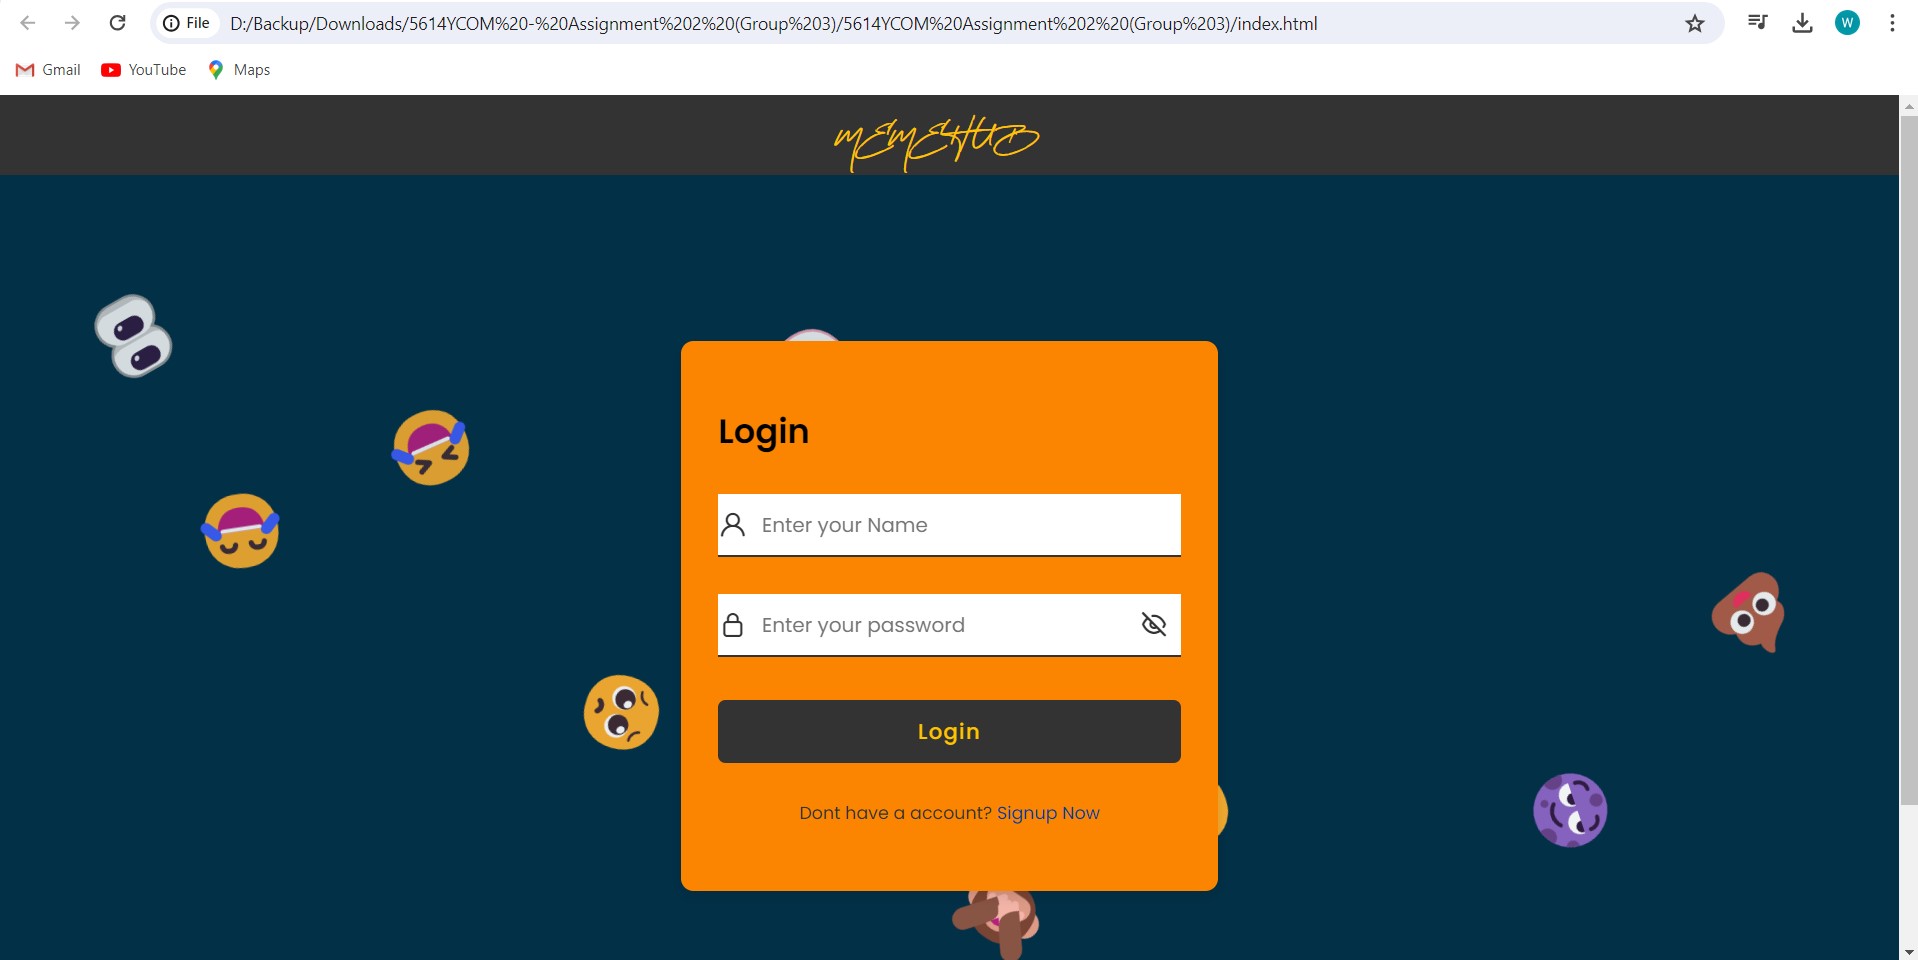 File D:/Backup/Downloads/5614YCOM%20-%20Assignment%202%20(Group%203)/5614YCOM%20Assignment%202%20(Group%203)/index.html W
Gmail YouTube Maps
MEMEHUB
Login
Enter your Name
Enter your password
Login
Dont have a account? Signup Now